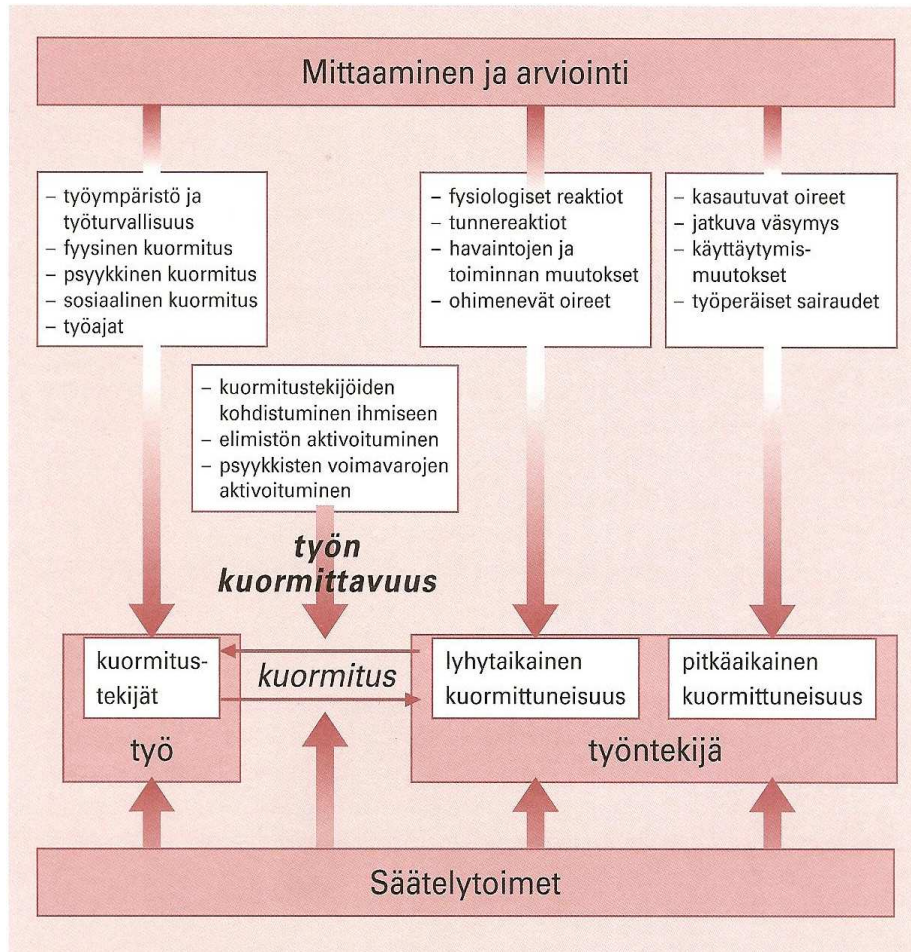 Mittaaminen ja arviointi
– työympäristö ja
työturvallisuus
– fyysinen kuormitus
– psyykkinen kuormitus
– sosiaalinen kuormitus
– työajat
– fysiologiset reaktiot
– tunnereaktiot
– havaintojen ja
toiminnan muutokset
– ohimenevät oireet
– kasautuvat oireet
– jatkuva väsymys
– käyttäytymis-
muutokset
– työperäiset sairaudet
– kuormitustekijöiden
kohdistuminen ihmiseen
– elimistön aktivoituminen
– psyykkisten voimavarojen
aktivoituminen
työn
kuormittavuus
kuormitus-
tekijät
työ
kuormitus
lyhytaikainen
kuormittuneisuus
pitkäaikainen
kuormittuneisuus
työntekijä
Säätelytoimet